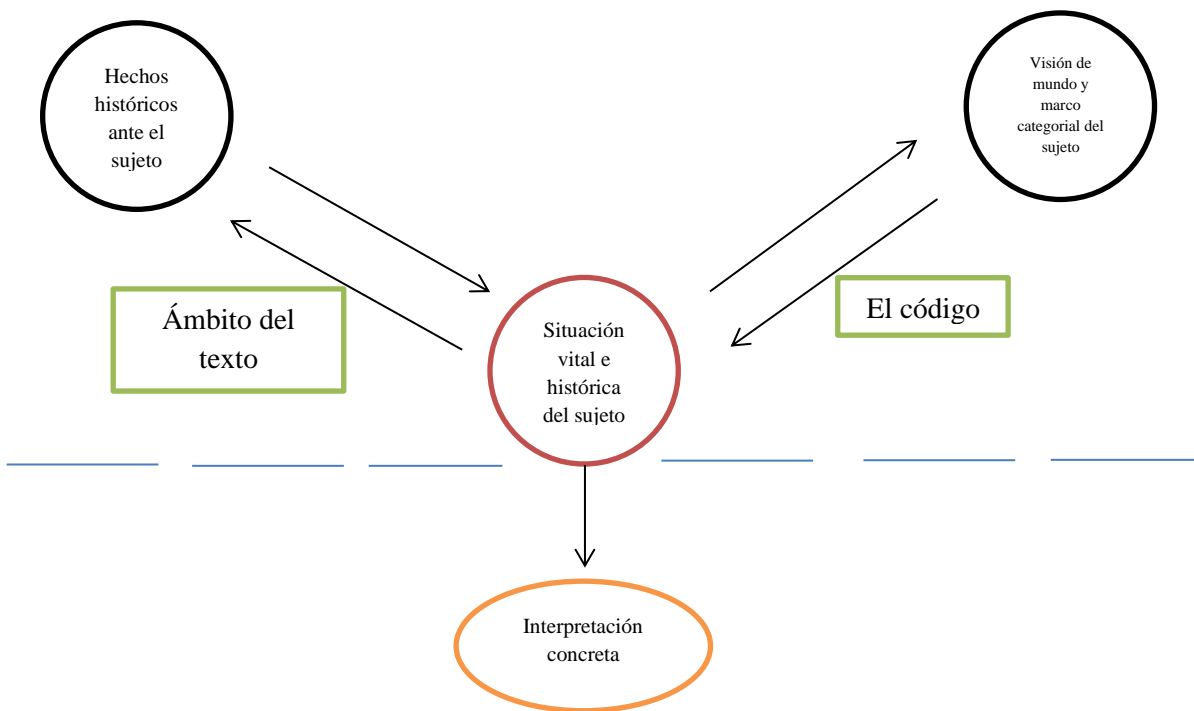 Hechos
históricos
ante el
sujeto
Visión de
mundo y
marco
categorial del
sujeto
Ámbito del
texto
El código
Situación
vital e
histórica
del sujeto
Interpretación
concreta